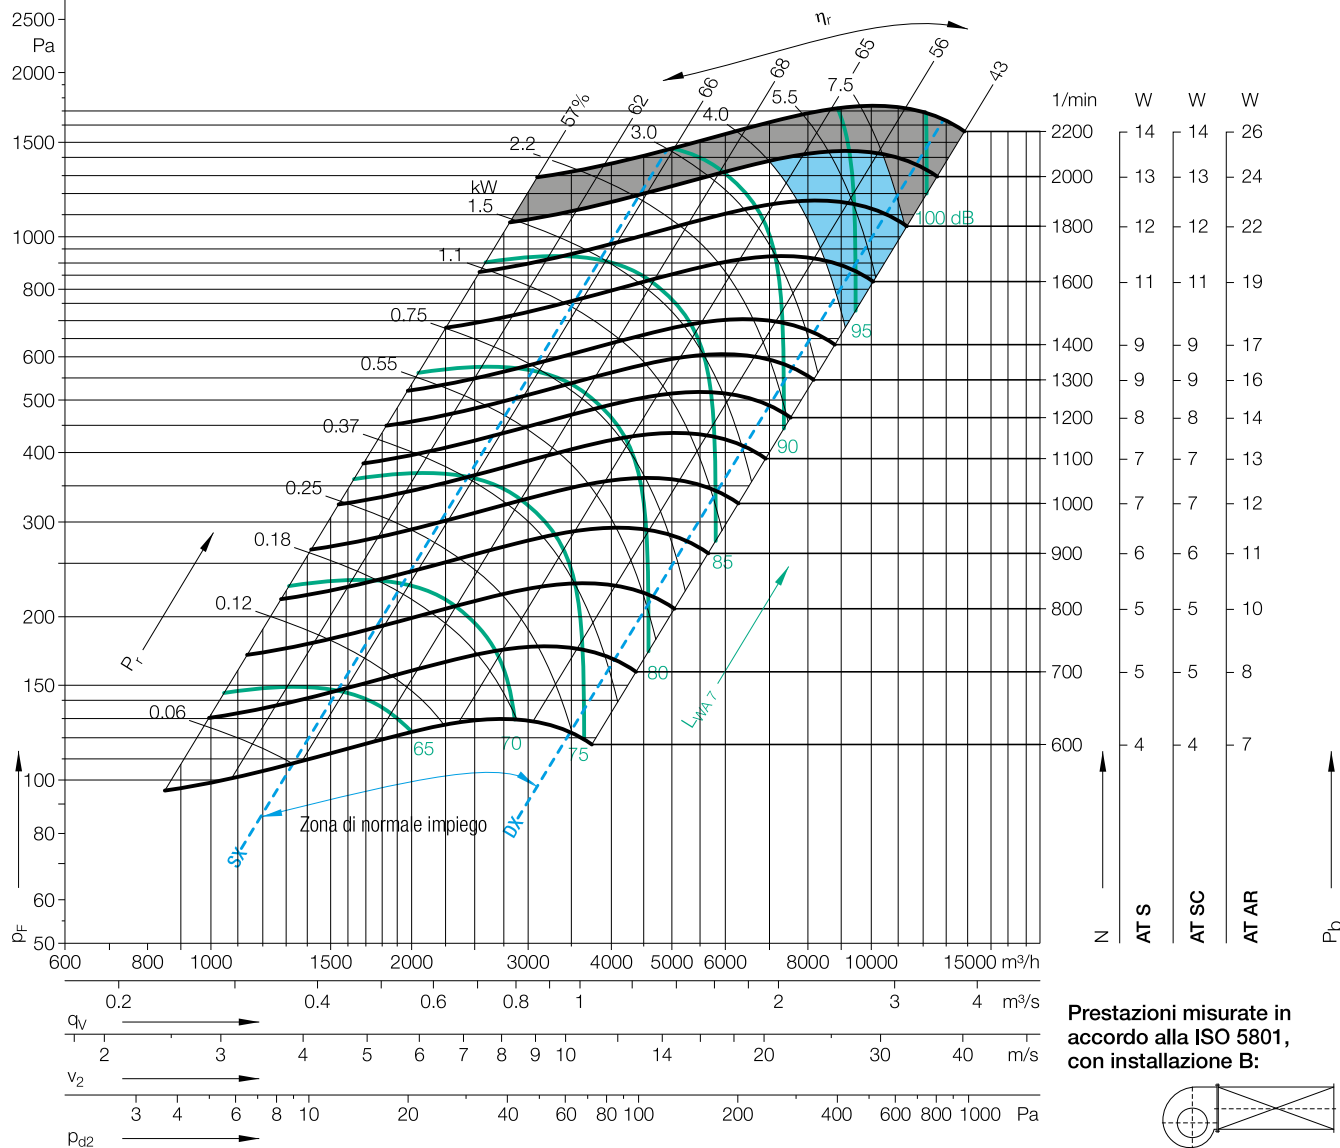 2500
Pa
2000
1500
1000
800
600
500
400
300
200
150
100
80
60
50
pF
ηr
57%
62
66
68
65
56
43
kW
0.06
0.12
0.18
0.25
0.37
0.55
0.75
1.1
1.5
2.2
3.0
4.0
5.5
7.5
Pr
100 dB
95
90
85
80
75
70
65
LWA 7
SX
DX
Zona di normale impiego
1/min W W W
2200 14 14 26
2000 13 13 24
1800 12 12 22
1600 11 11 19
1400 9 9 17
1300 9 9 16
1200 8 8 14
1100 7 7 13
1000 7 7 12
900 6 6 11
800 5 5 10
700 5 5 8
600 4 4 7
N AT S AT SC AT AR Pb
600 800 1000 1500 2000 3000 4000 5000 6000 8000 10000 15000 m³/h
0.2 0.4 0.6 0.8 1 2 3 4 m³/s
qV
2 3 4 5 6 7 8 9 10 14 20 30 40 m/s
v2
3 4 6 8 10 20 40 60 80 100 200 400 600 800 1000 Pa
pd2
Prestazioni misurate in
accordo alla ISO 5801,
con installazione B: